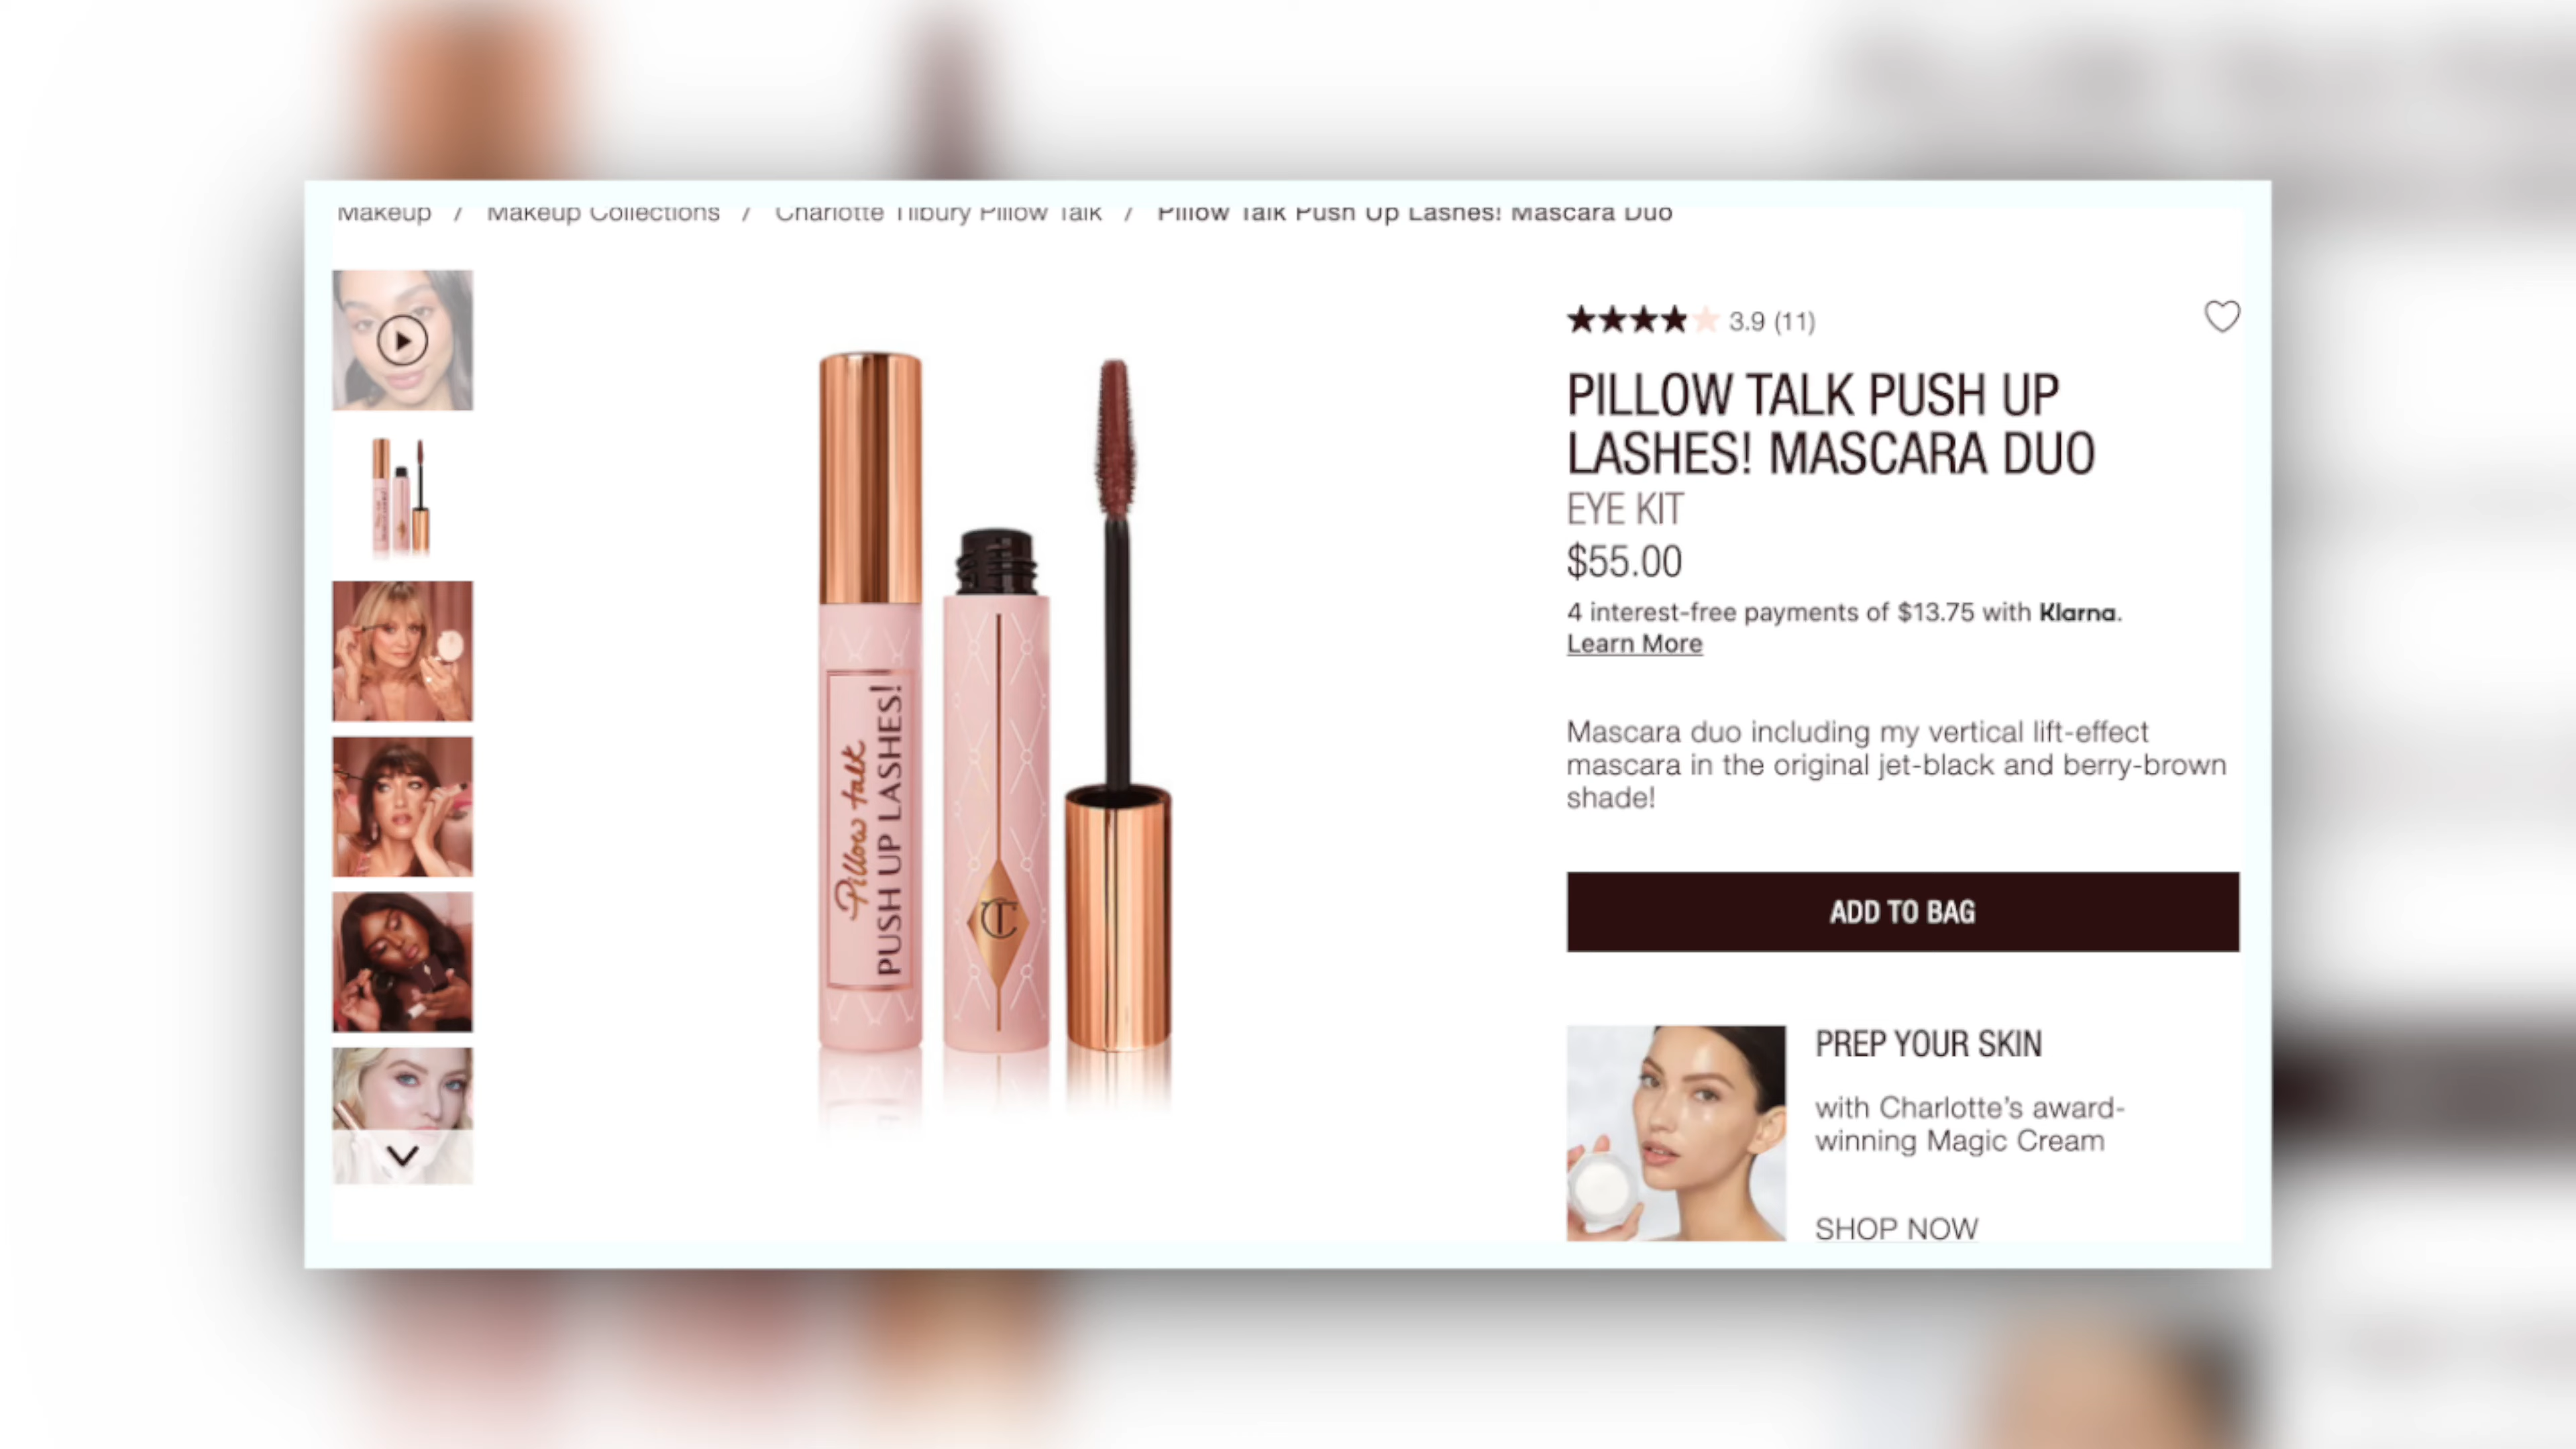 Makeup / Makeup Collections / Charlotte Tilbury Pillow Talk / Pillow Talk Push Up Lashes! Mascara Duo
3.9 (11)
PILLOW TALK PUSH UP
LASHES! MASCARA DUO
EYE KIT
$55.00
4 interest-free payments of $13.75 with Klarna.
Learn More
Mascara duo including my vertical lift-effect
mascara in the original jet-black and berry-brown
shade!
ADD TO BAG
PREP YOUR SKIN
with Charlotte's award-
winning Magic Cream
SHOP NOW
Pillow talk
PUSH UP LASHES!
CT